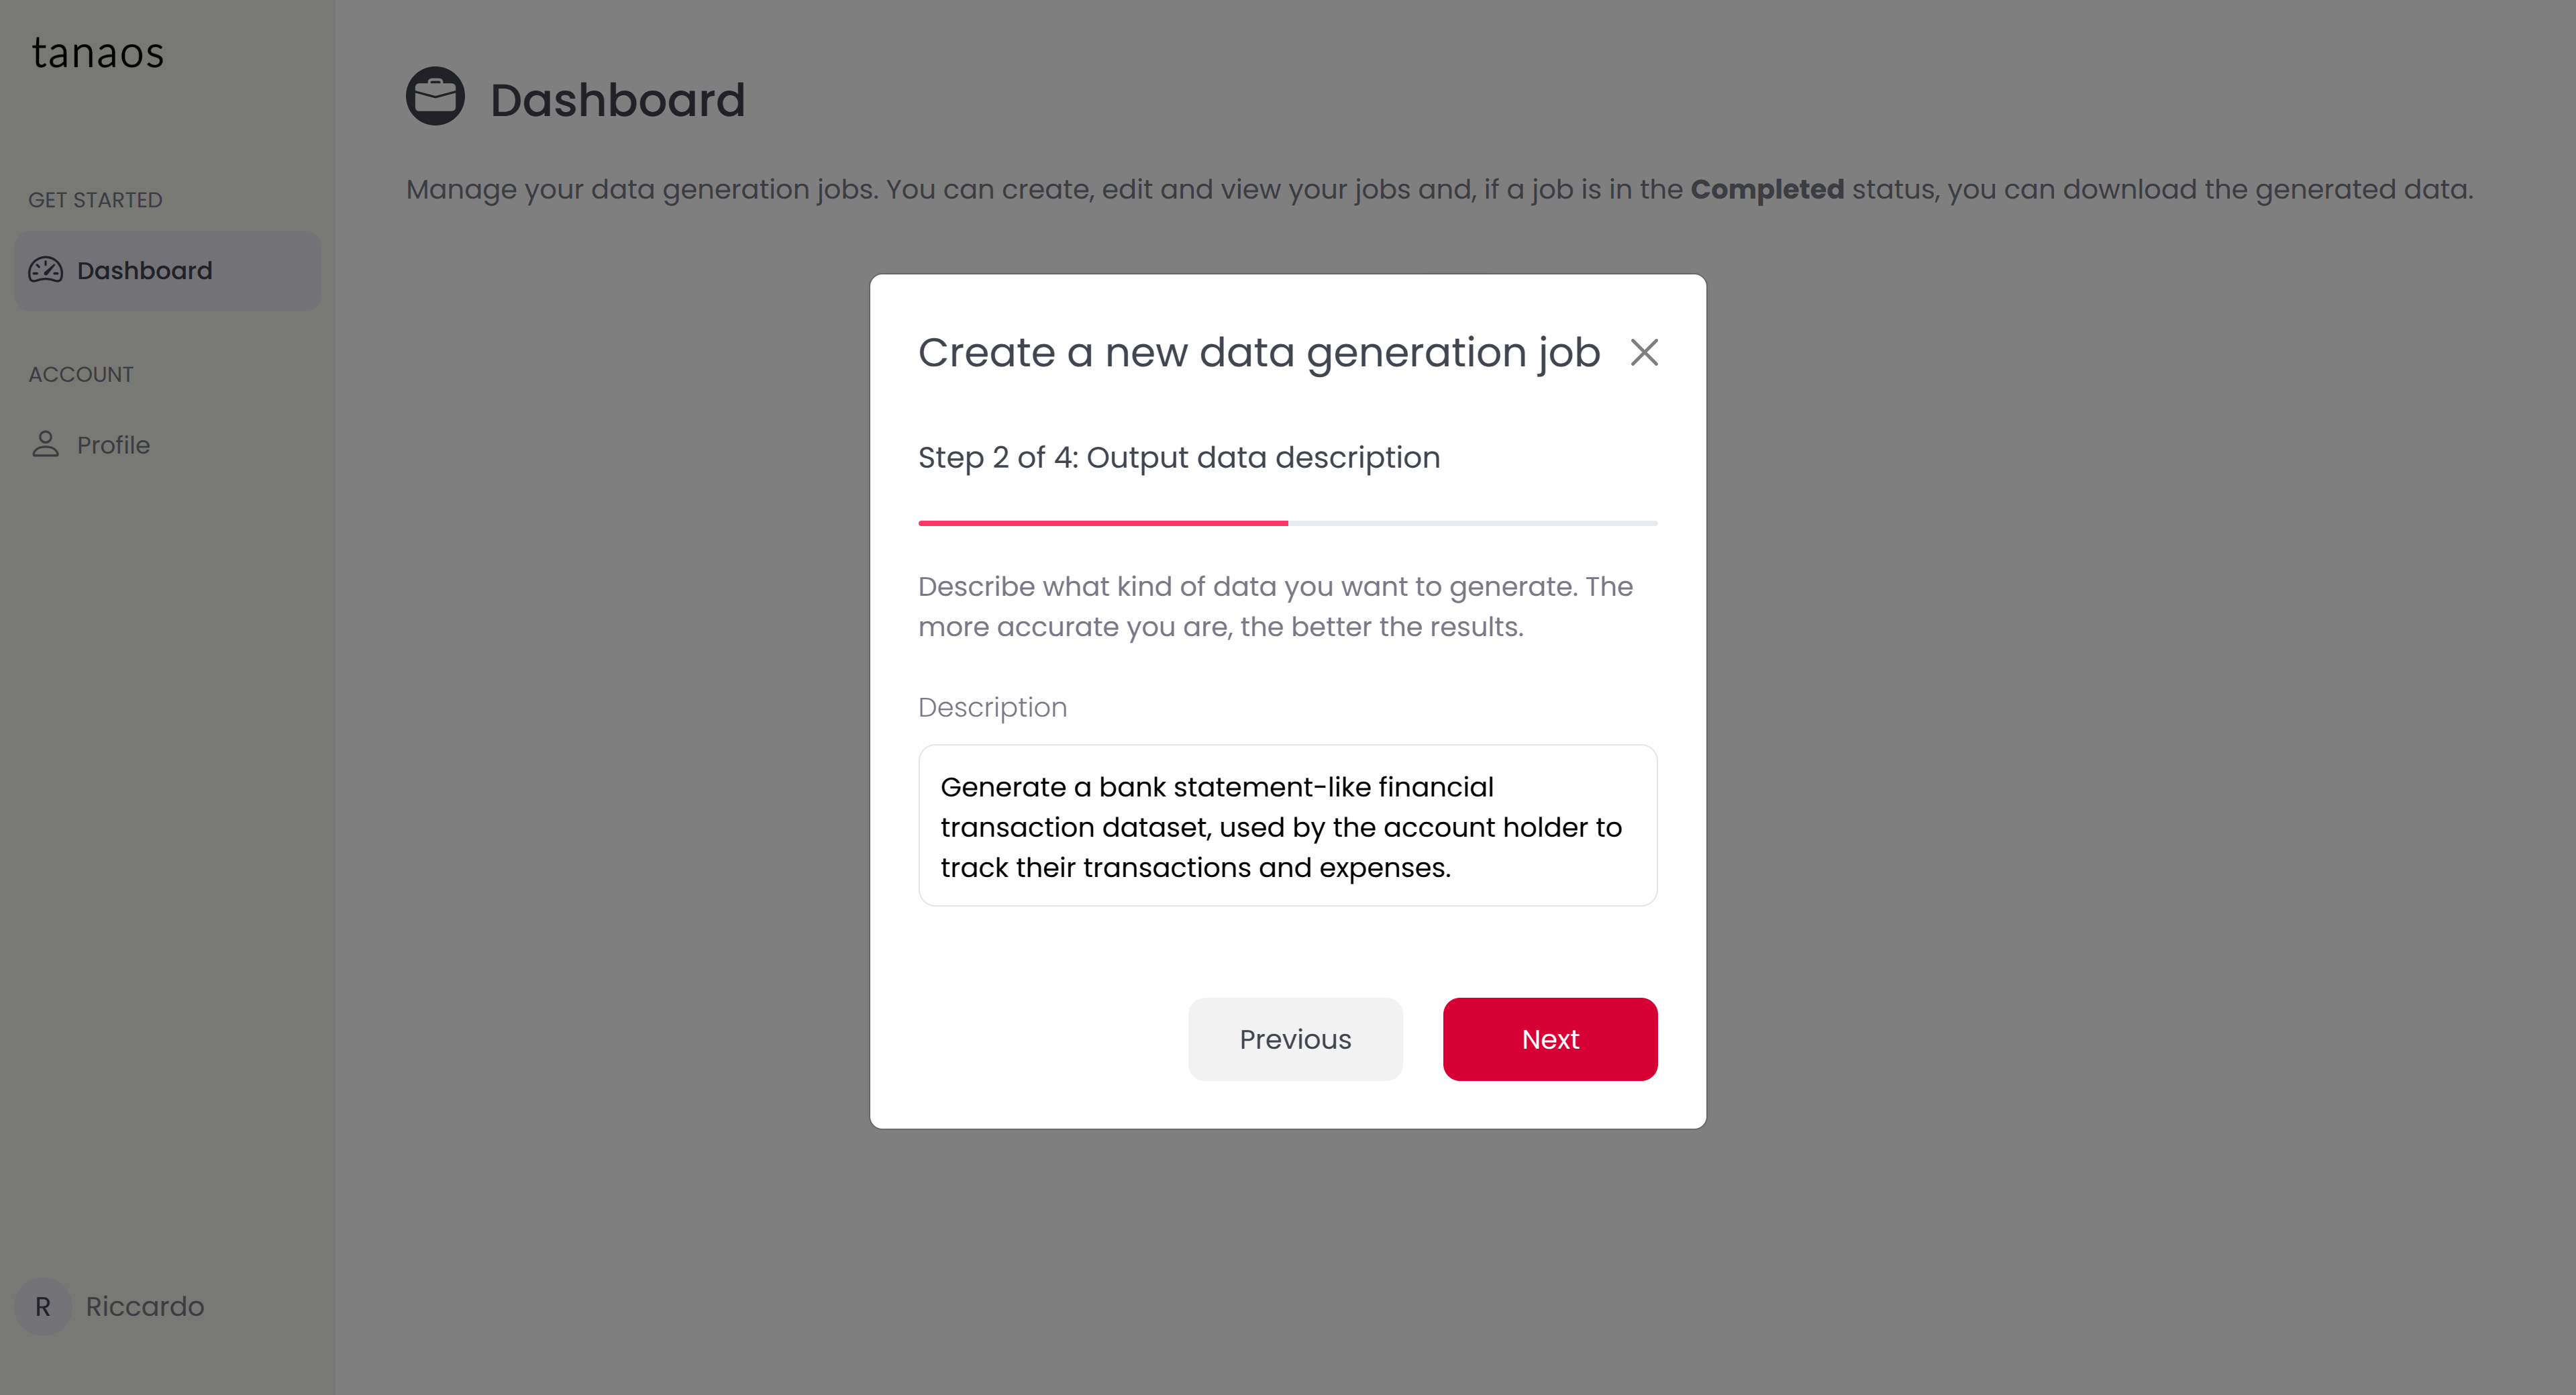 tanaos
GET STARTED
Dashboard
ACCOUNT
Profile
R
Riccardo
Dashboard
Manage your data generation jobs. You can create, edit and view your jobs and, if a job is in the Completed status, you can download the generated data.
Create a new data generation job
Step 2 of 4: Output data description
Describe what kind of data you want to generate. The
more accurate you are, the better the results.
Description
Generate a bank statement-like financial
transaction dataset, used by the account holder to
track their transactions and expenses.
Previous
Next